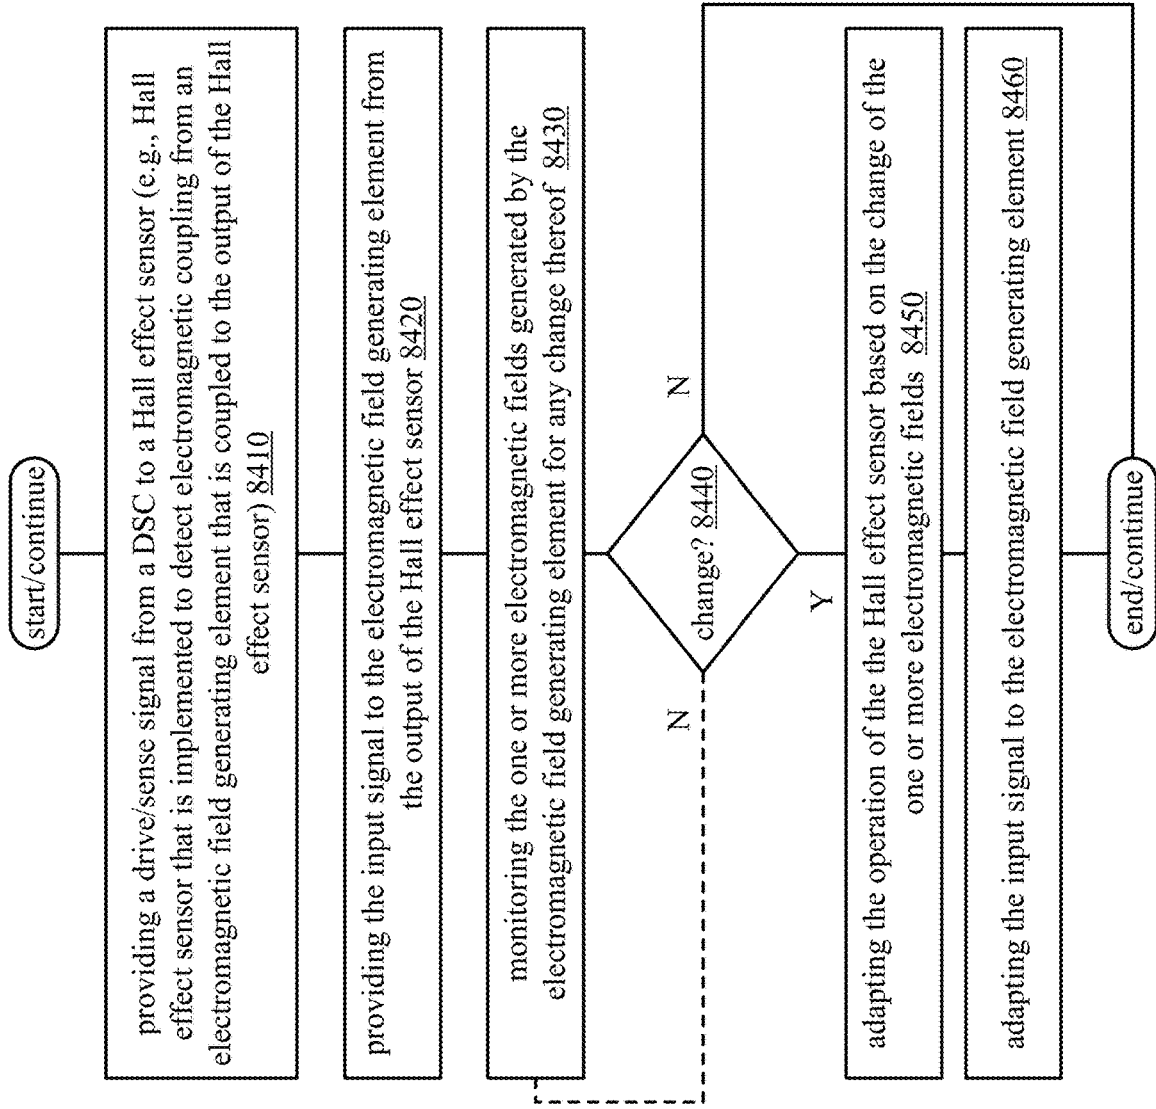 start/continue
providing a drive/sense signal from a DSC to a Hall effect sensor (e.g., Hall
effect sensor that is implemented to detect electromagnetic coupling from an
electromagnetic field generating element that is coupled to the output of the Hall
effect sensor) 8410
providing the input signal to the electromagnetic field generating element from
the output of the Hall effect sensor 8420
monitoring the one or more electromagnetic fields generated by the
electromagnetic field generating element for any change thereof 8430
change? 8440
N
N
Y
adapting the operation of the the Hall effect sensor based on the change of the
one or more electromagnetic fields 8450
adapting the input signal to the electromagnetic field generating element 8460
end/continue